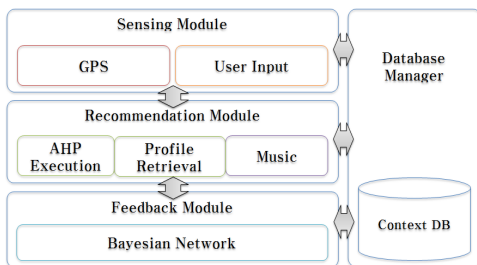 Sensing Module
GPS
User Input
Recommendation Module
AHP
Execution
Profile
Retrieval
Music
Feedback Module
Bayesian Network
Database
Manager
Context DB